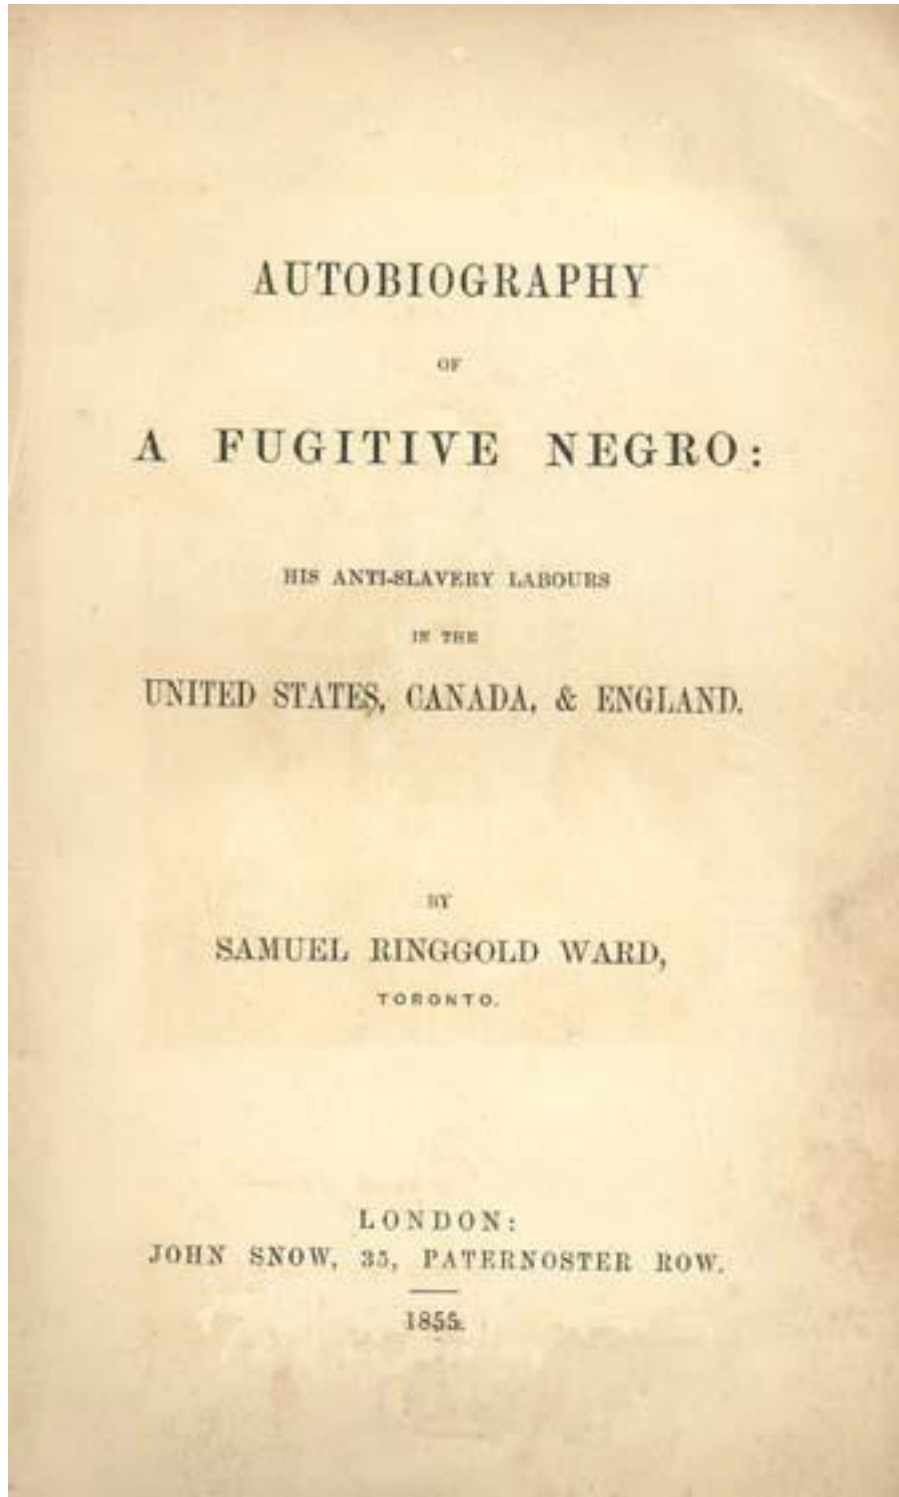 AUTOBIOGRAPHY
OF
A FUGITIVE NEGRO:
HIS ANTI-SLAVERY LABOURS
IN THE
UNITED STATES, CANADA, & ENGLAND.
BY
SAMUEL RINGGOLD WARD,
TORONTO.
LONDON:
JOHN SNOW, 35, PATERNOSTER ROW.
1855.